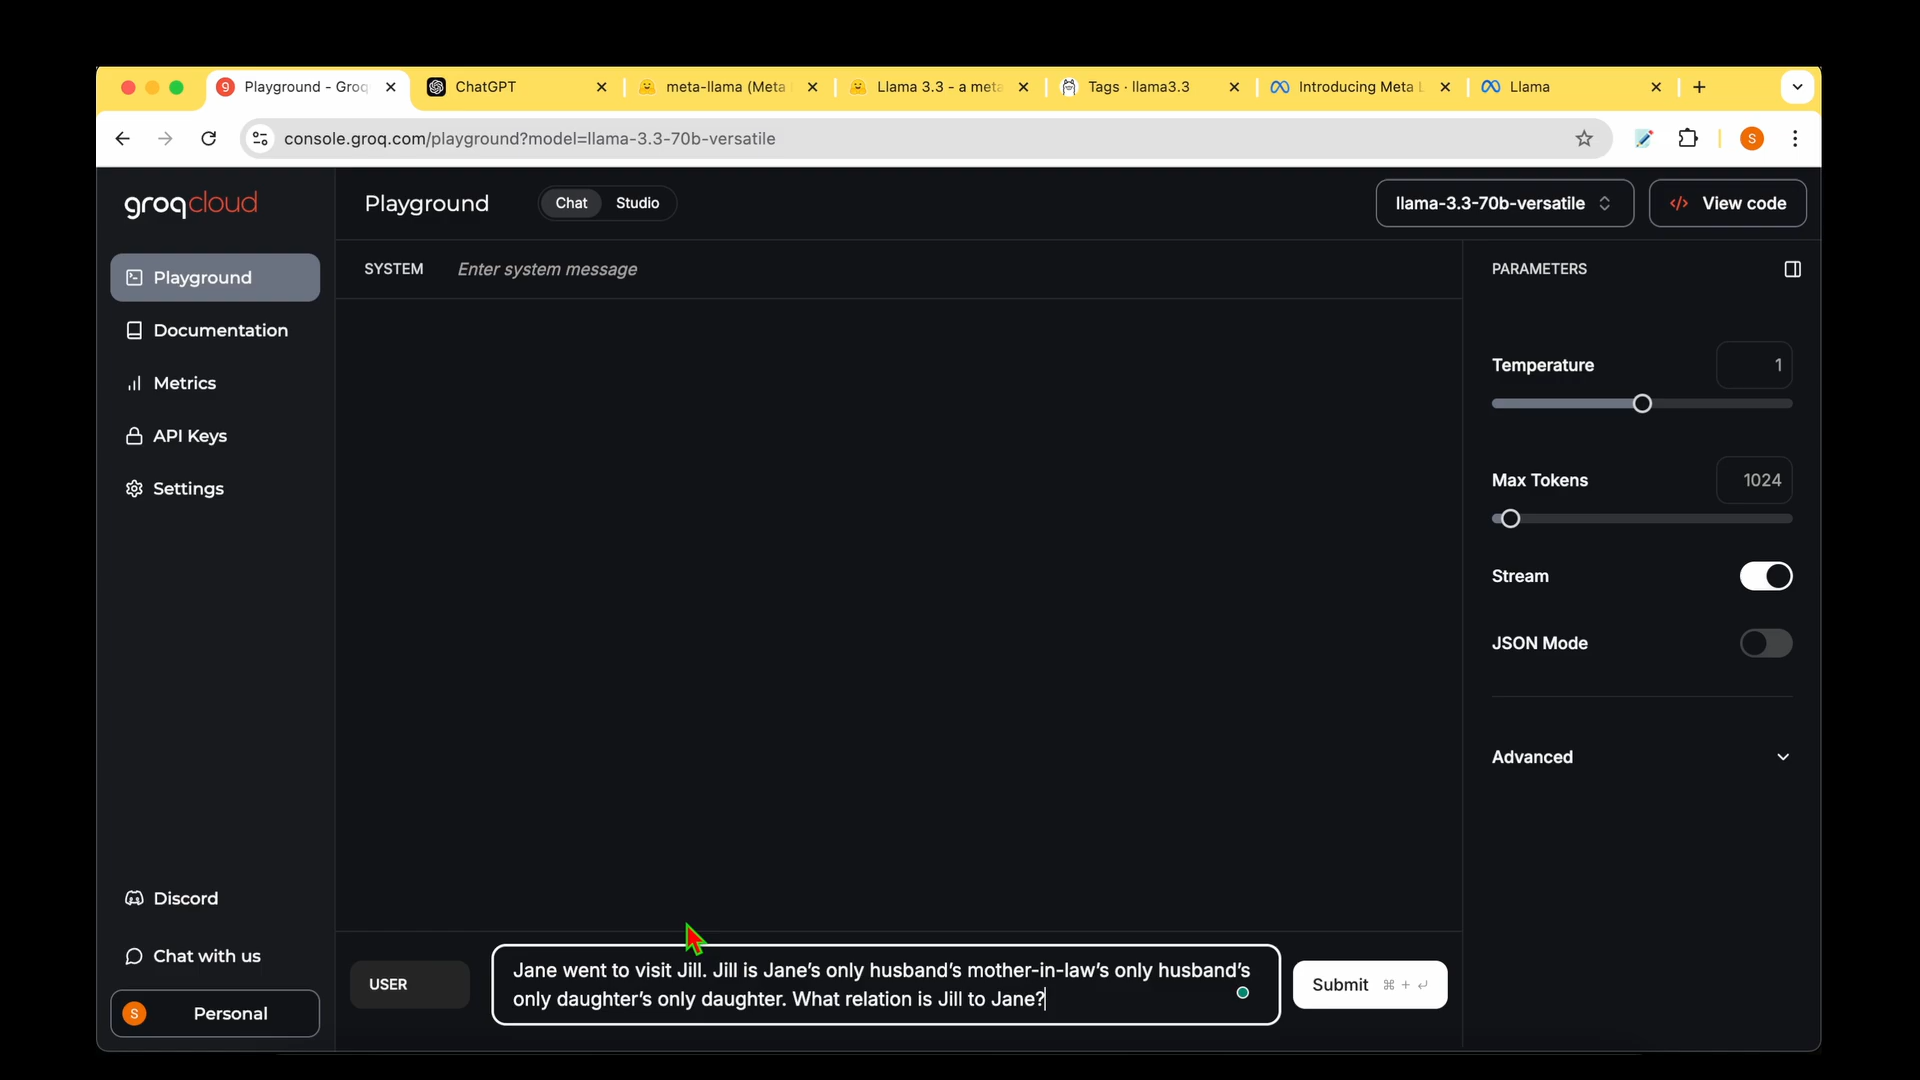 Playground - Groq
ChatGPT
meta-llama (Meta
Llama 3.3 - a meta
Tags · llama3.3
Introducing Meta L
Llama
console.groq.com/playground?model=llama-3.3-70b-versatile
S
groqcloud
Playground
Chat
Studio
llama-3.3-70b-versatile
</> View code
SYSTEM
Enter system message
PARAMETERS
Playground
Documentation
Metrics
API Keys
Settings
Temperature
1
Max Tokens
1024
Stream
JSON Mode
Advanced
Discord
Chat with us
S
Personal
USER
Jane went to visit Jill. Jill is Jane’s only husband’s mother-in-law’s only husband’s
only daughter’s only daughter. What relation is Jill to Jane?
Submit ⌘ + ↵